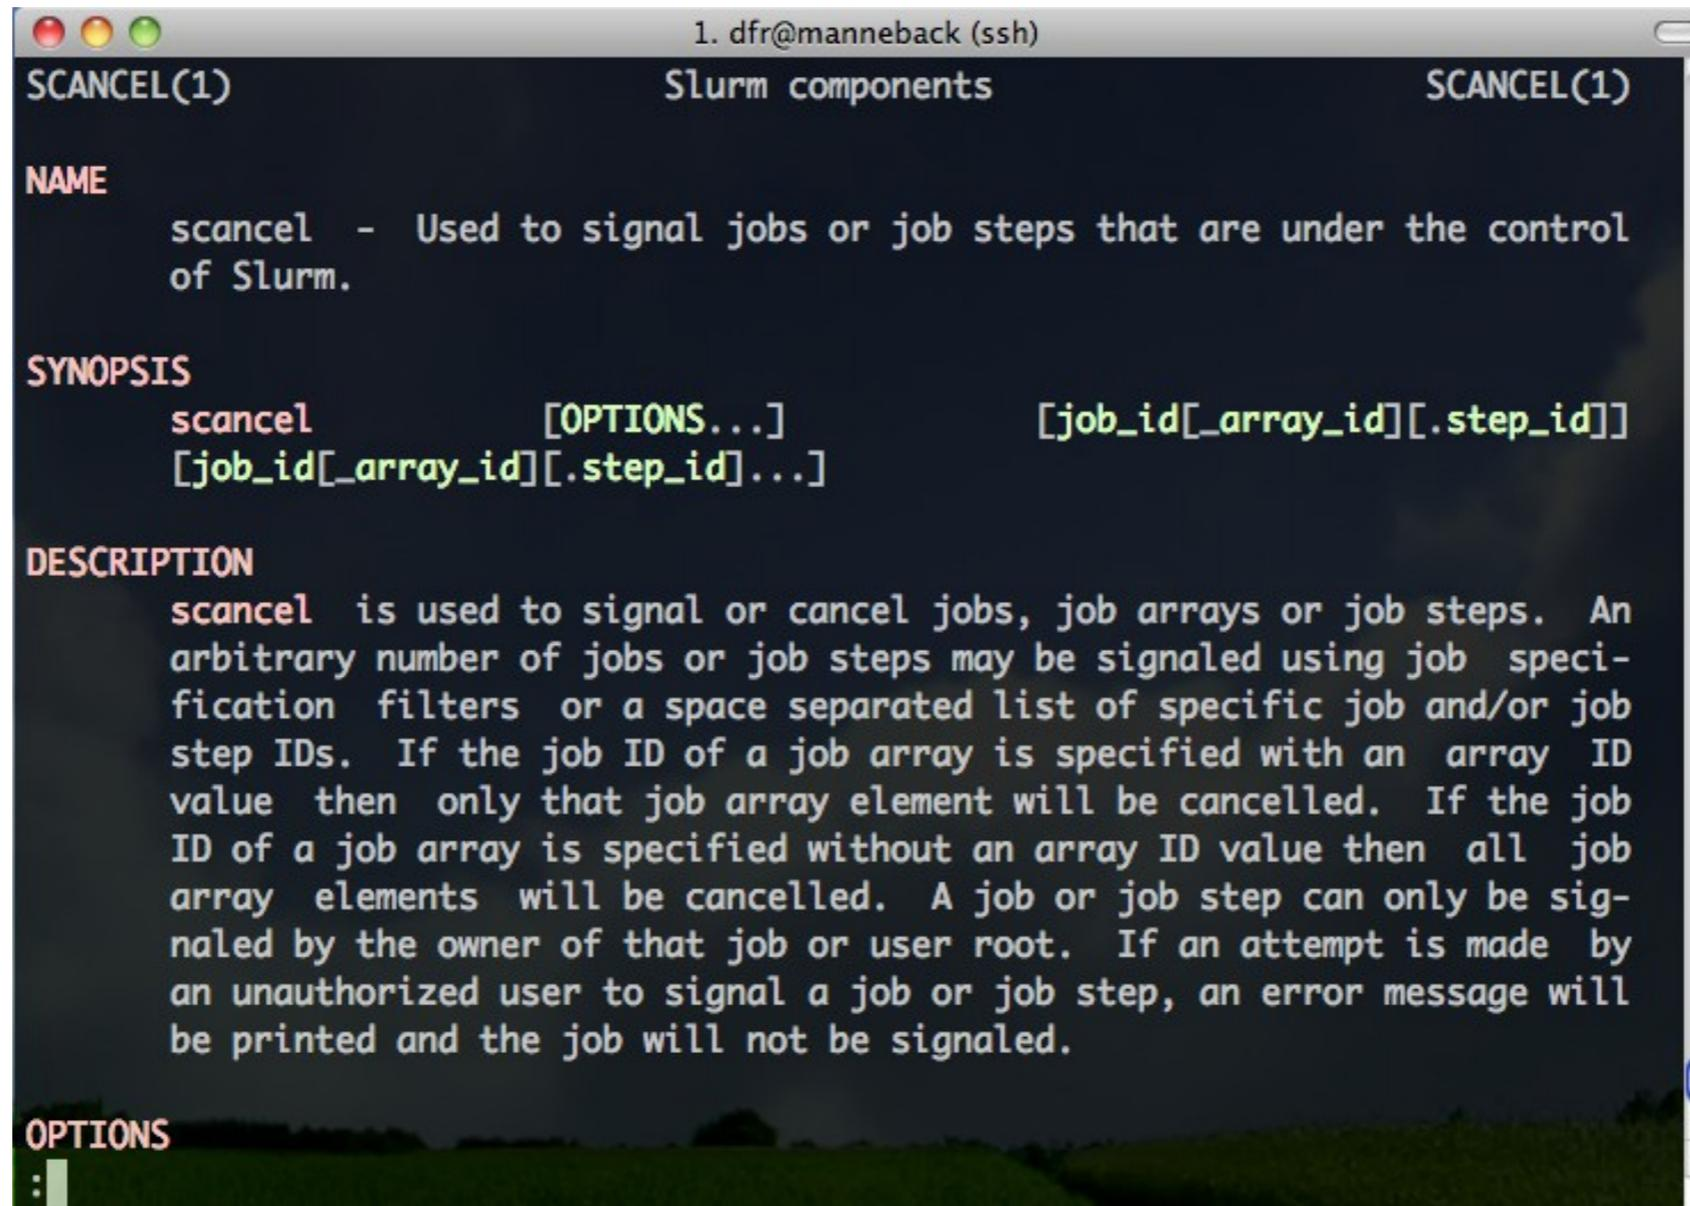 1. dfr@manneback (ssh)
SCANCEL(1) Slurm components SCANCEL(1)
NAME
scancel - Used to signal jobs or job steps that are under the control
of Slurm.
SYNOPSIS
scancel [OPTIONS...] [job_id[_array_id][.step_id]]
[job_id[_array_id][.step_id]...]
DESCRIPTION
scancel is used to signal or cancel jobs, job arrays or job steps. An
arbitrary number of jobs or job steps may be signaled using job speci-
fication filters or a space separated list of specific job and/or job
step IDs. If the job ID of a job array is specified with an array ID
value then only that job array element will be cancelled. If the job
ID of a job array is specified without an array ID value then all job
array elements will be cancelled. A job or job step can only be sig-
naled by the owner of that job or user root. If an attempt is made by
an unauthorized user to signal a job or job step, an error message will
be printed and the job will not be signaled.
OPTIONS
: